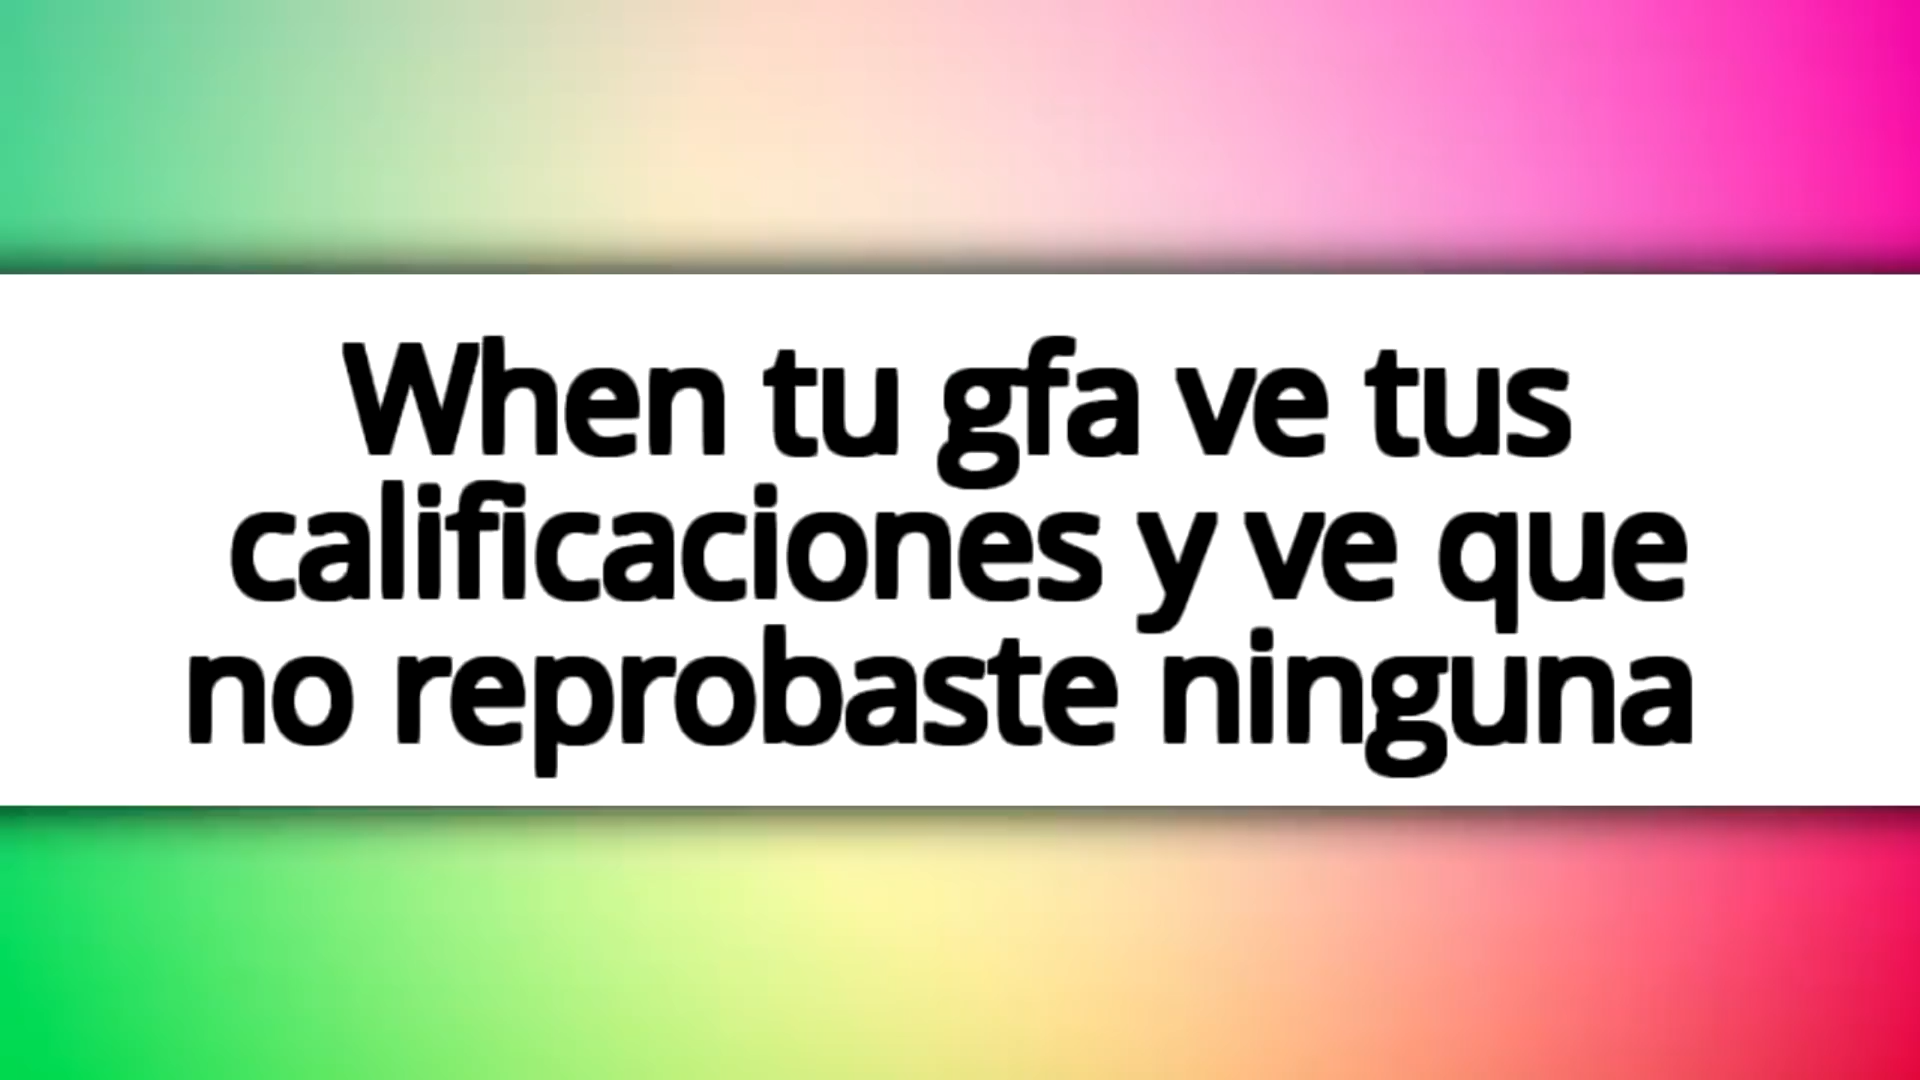 When tu gfa ve tus
calificaciones y ve que
no reprobaste ninguna